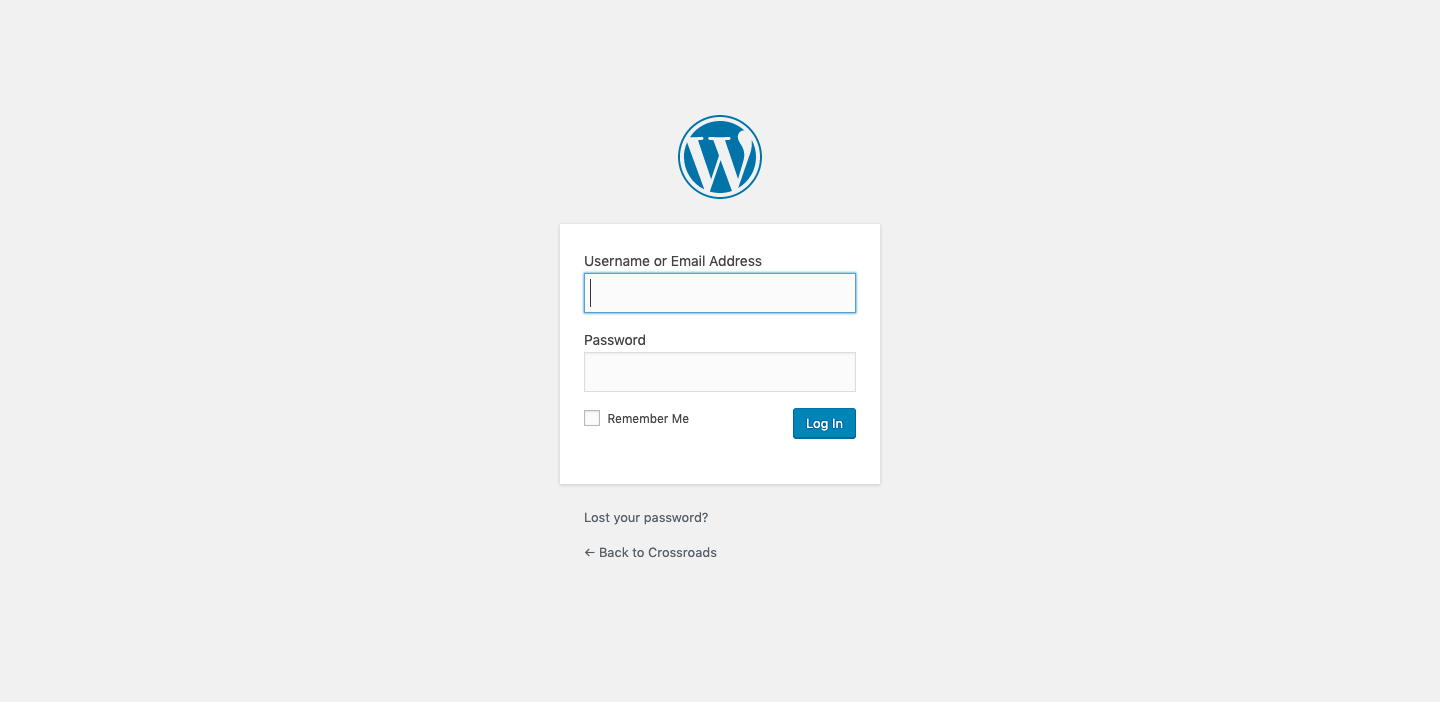 Username or Email Address
Password
Remember Me
Log In
Lost your password?
← Back to Crossroads